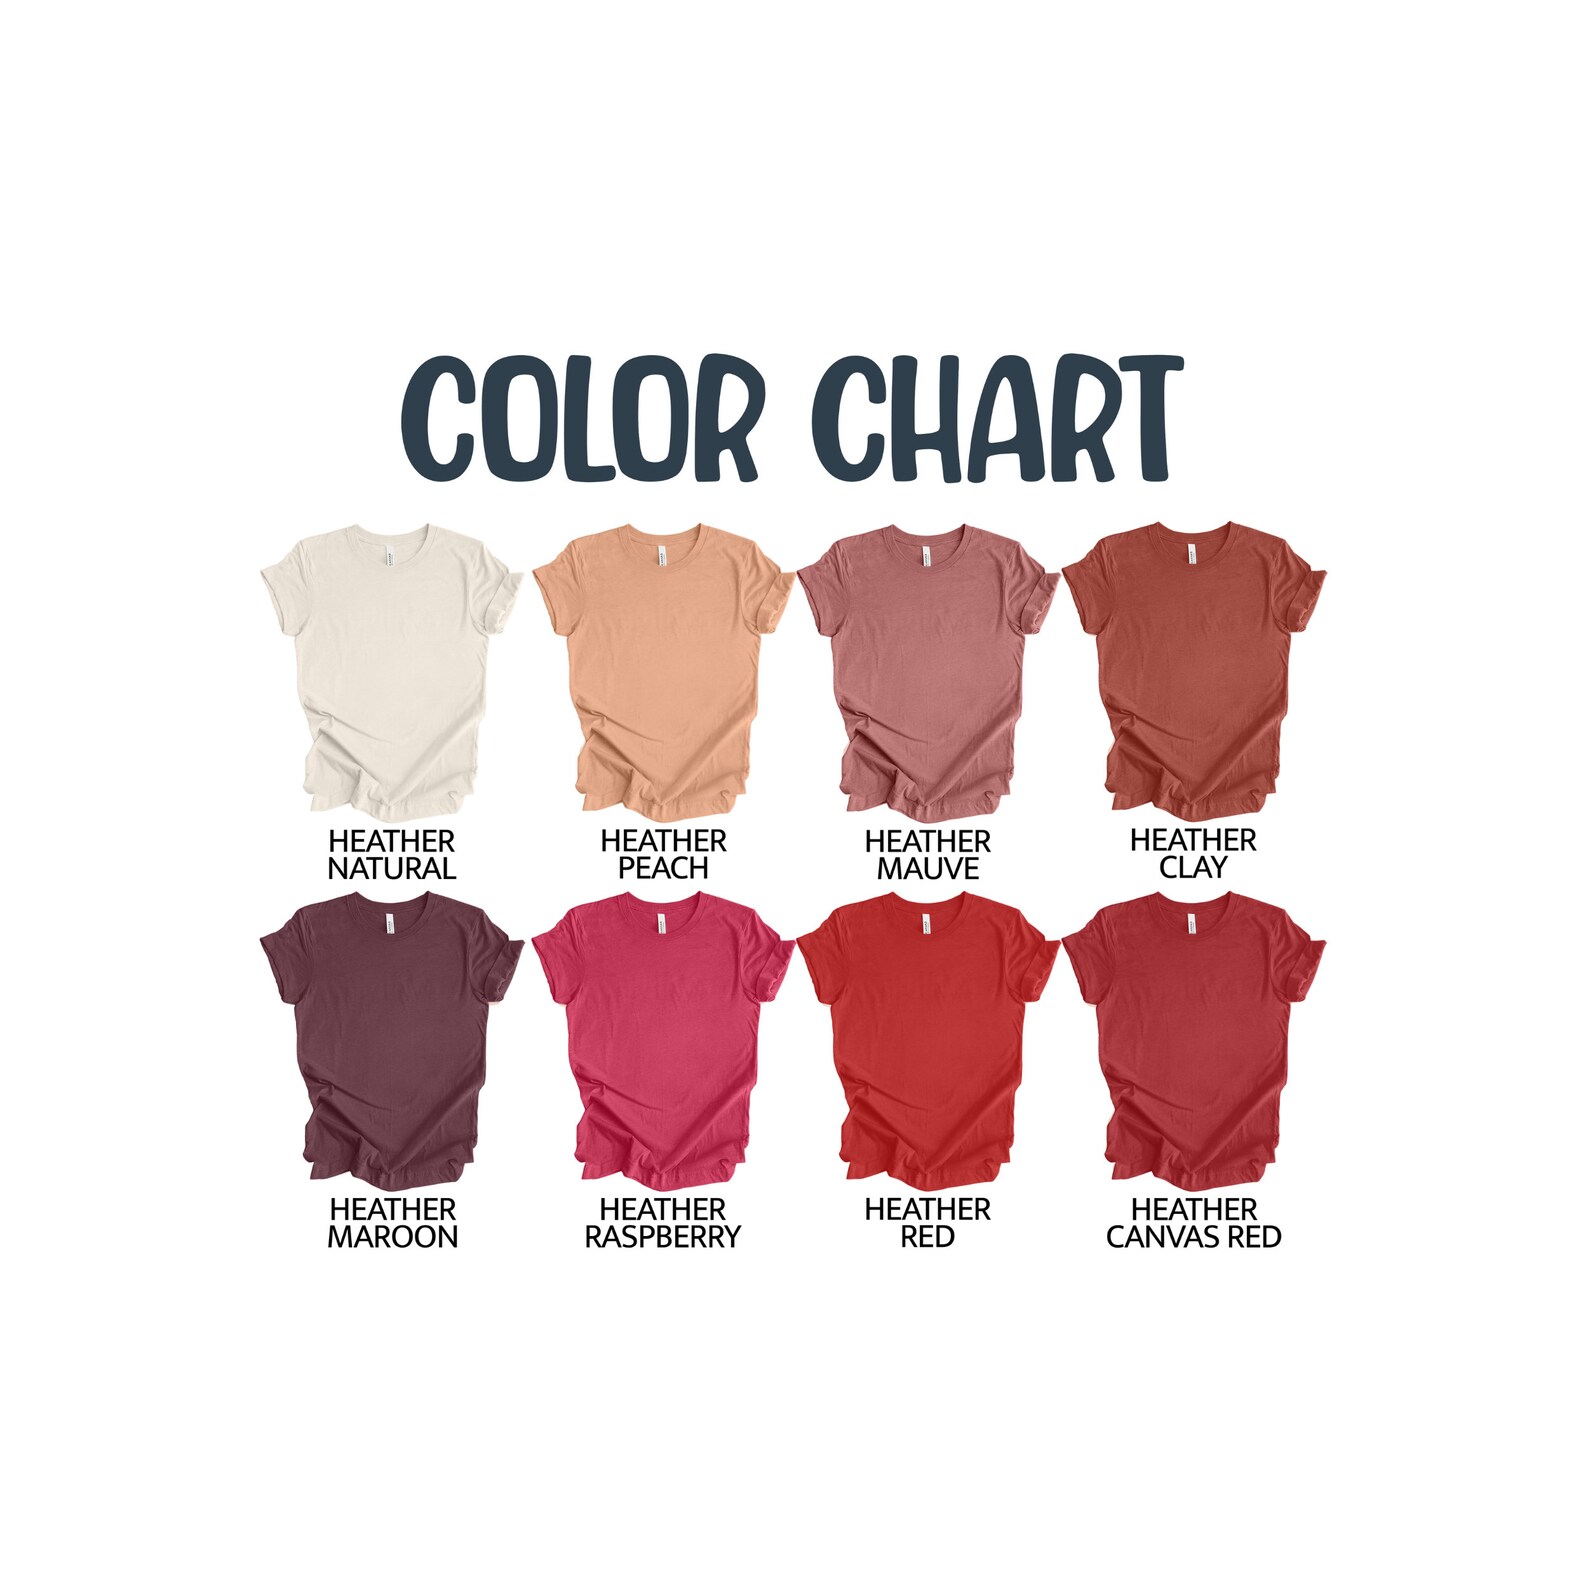 COLOR CHART
HEATHER
NATURAL
HEATHER
PEACH
HEATHER
MAUVE
HEATHER
CLAY
HEATHER
MAROON
HEATHER
RASPBERRY
HEATHER
RED
HEATHER
CANVAS RED